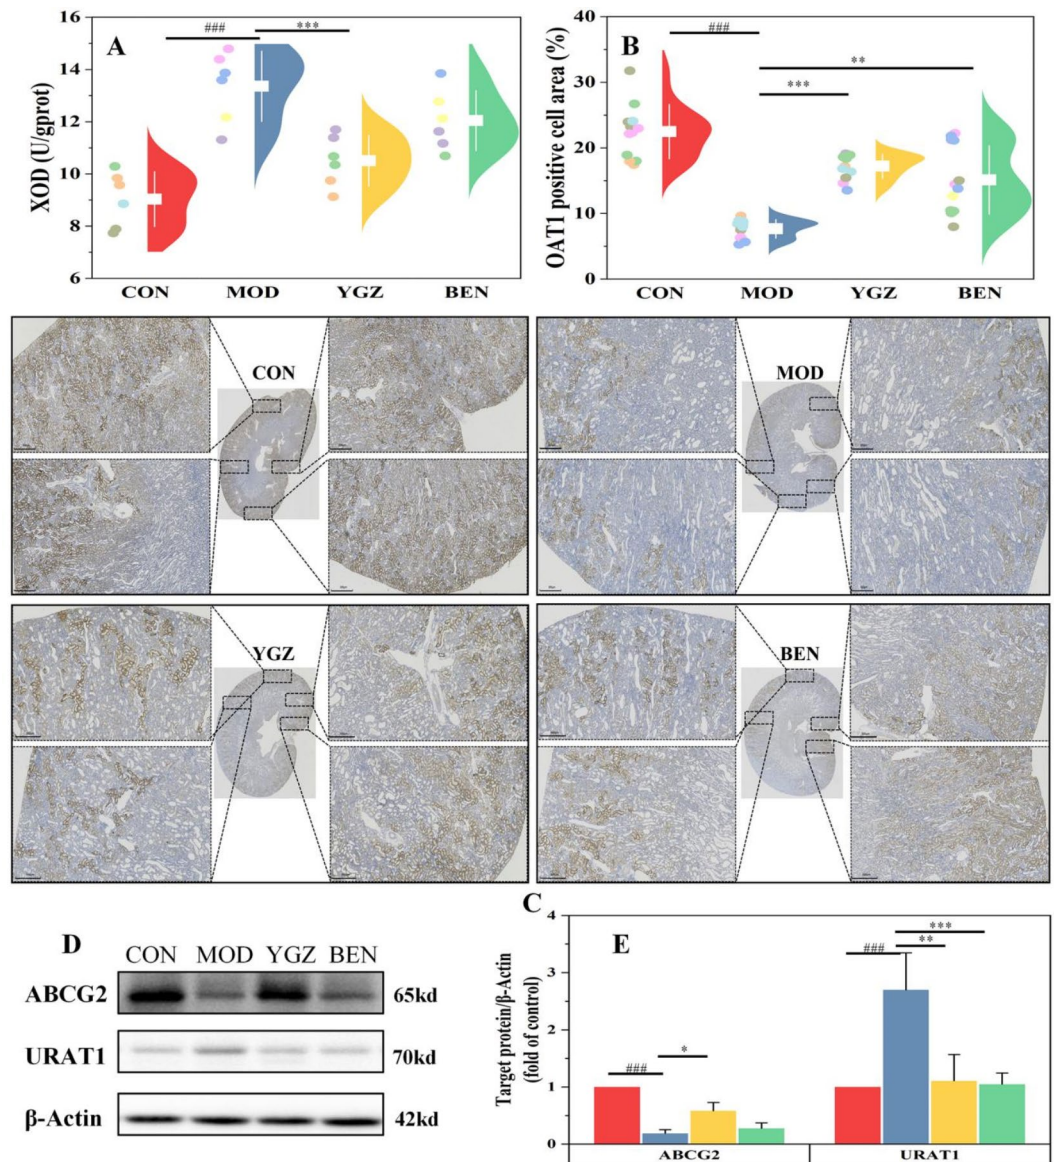 A
XOD (U/gprot)
16
14
12
10
8
6
###
***
CON
MOD
YGZ
BEN
B
OAT1 positive cell area (%)
40
30
20
10
0
###
***
**
CON
MOD
YGZ
BEN
CON
MOD
YGZ
BEN
C
D
CON MOD YGZ BEN
ABCG2 65kd
URAT1 70kd
β-Actin 42kd
E
Target protein/β-Actin
(fold of control)
4
3
2
1
0
###
*
###
**
***
ABCG2
URAT1